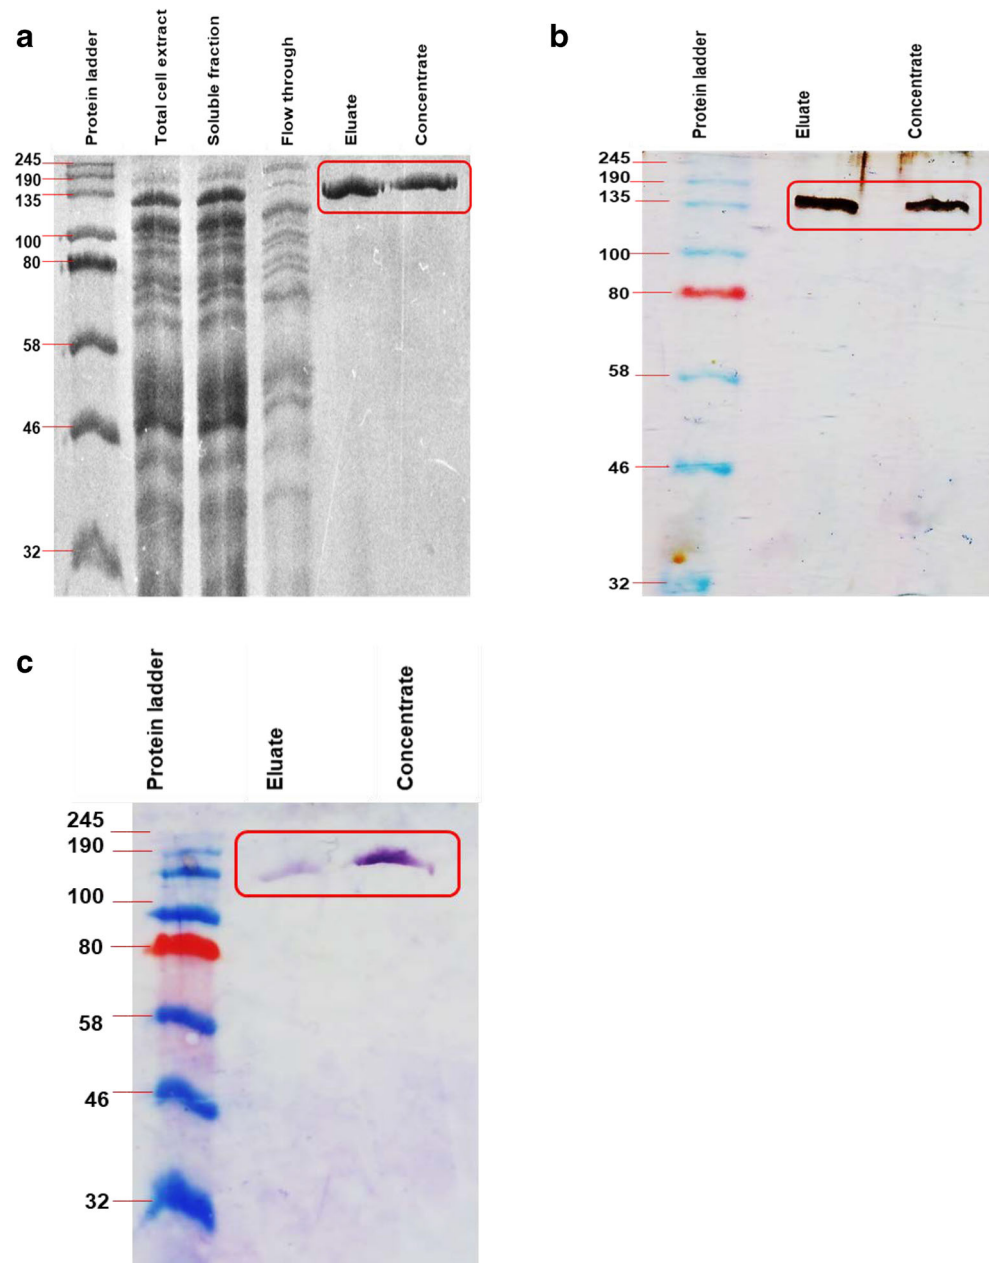 a
Protein ladder
Total cell extract
Soluble fraction
Flow through
Eluate
Concentrate
245
190
135
100
80
58
46
32
b
Protein ladder
Eluate
Concentrate
245
190
135
100
80
58
46
32
c
Protein ladder
Eluate
Concentrate
245
190
100
80
58
46
32